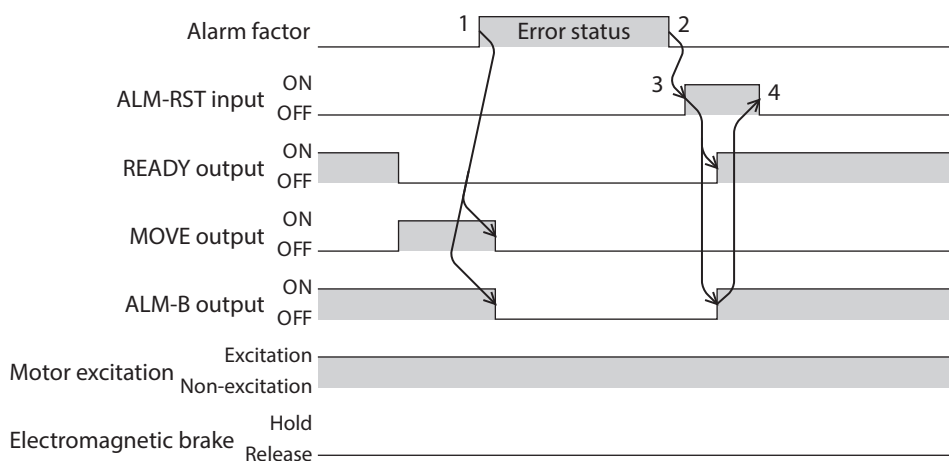 Alarm factor 1 Error status 2
ALM-RST input ON OFF 3 4
READY output ON OFF
MOVE output ON OFF
ALM-B output ON OFF
Motor excitation Excitation Non-excitation
Electromagnetic brake Hold Release